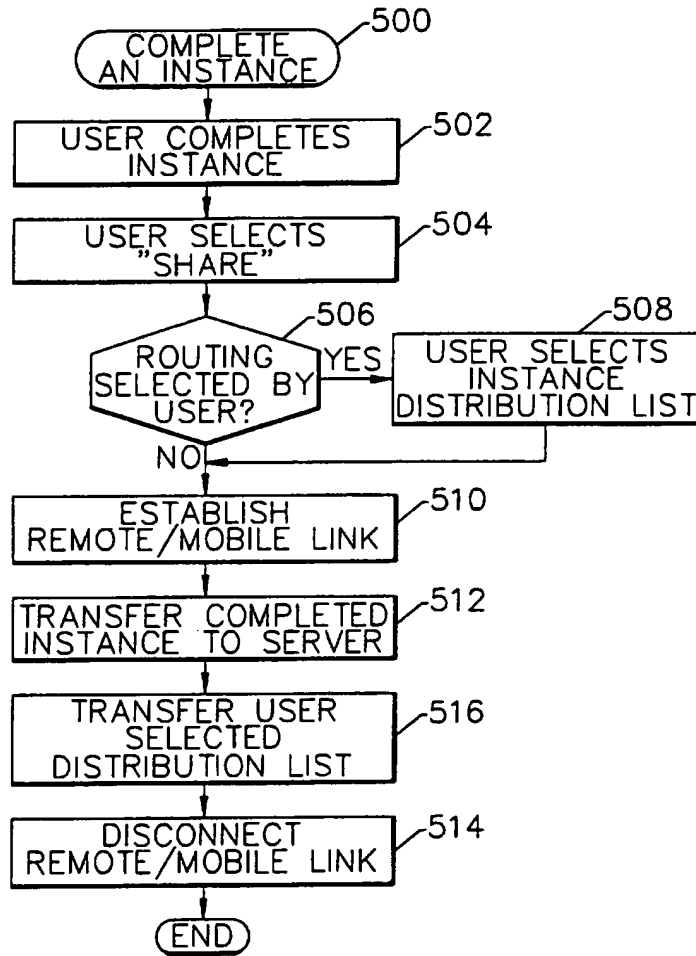 500
COMPLETE
AN INSTANCE
502
USER COMPLETES
INSTANCE
504
USER SELECTS
"SHARE"
506
ROUTING
SELECTED BY
USER?
YES
508
USER SELECTS
INSTANCE
DISTRIBUTION LIST
NO
510
ESTABLISH
REMOTE/MOBILE LINK
512
TRANSFER COMPLETED
INSTANCE TO SERVER
516
TRANSFER USER
SELECTED
DISTRIBUTION LIST
514
DISCONNECT
REMOTE/MOBILE LINK
END